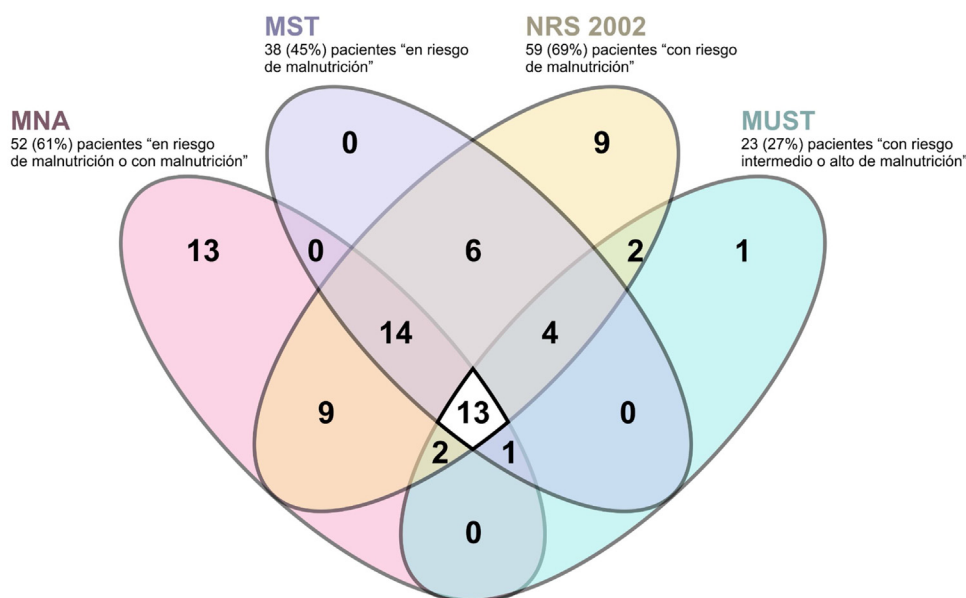 MST
38 (45%) pacientes “en riesgo
de malnutrición”
NRS 2002
59 (69%) pacientes “con riesgo
de malnutrición”
MNA
52 (61%) pacientes “en riesgo
de malnutrición o con malnutrición”
MUST
23 (27%) pacientes “con riesgo
intermedio o alto de malnutrición”
0
9
13
0
6
2
1
14
4
9
13
0
2
1
0